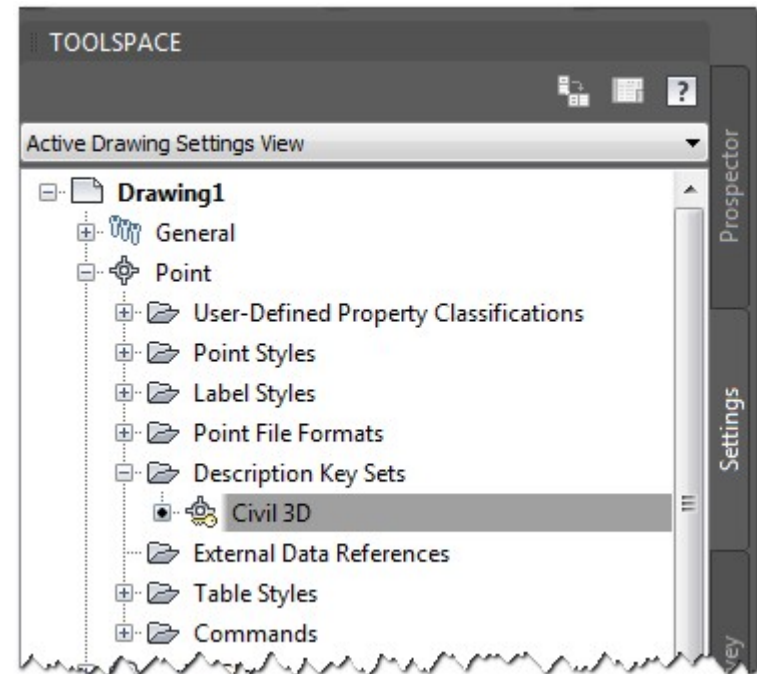 TOOLSPACE
?
Active Drawing Settings View
Drawing1
General
Point
User-Defined Property Classifications
Point Styles
Label Styles
Point File Formats
Description Key Sets
Civil 3D
External Data References
Table Styles
Commands
Prospector
Settings